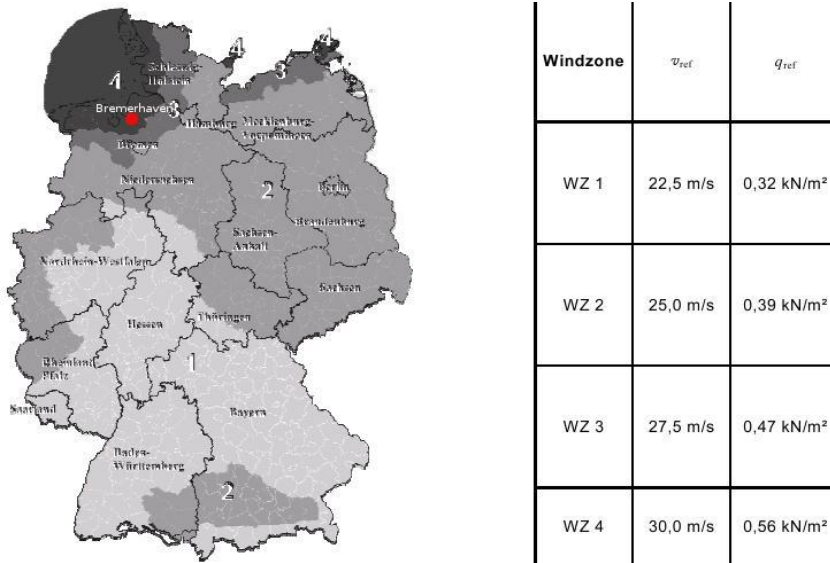 4
4
Schleswig-
Holstein
3
4
Bremerhaven
3
Hamburg
Mecklenburg-
Vorpommern
Bremen
Niedersachsen
2
Berlin
Brandenburg
Sachsen-
Anhalt
Nordrhein-Westfalen
Sachsen
Thüringen
Hessen
Rheinland
Pfalz
1
Saarland
Bayern
Baden-
Württemberg
2
Windzone v_ref q_ref
WZ 1 22,5 m/s 0,32 kN/m²
WZ 2 25,0 m/s 0,39 kN/m²
WZ 3 27,5 m/s 0,47 kN/m²
WZ 4 30,0 m/s 0,56 kN/m²